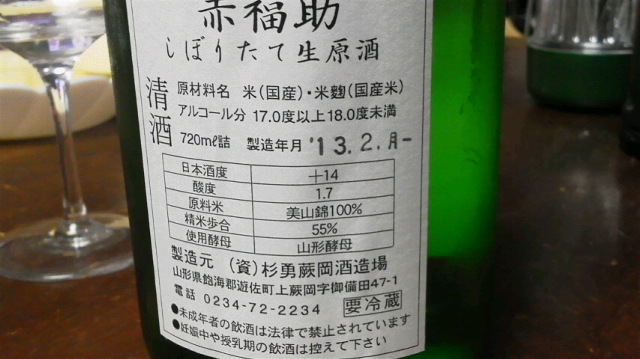 赤福助
しぼりたて生原酒
清酒
原材料名 米(国産)・米麹(国産米)
アルコール分 17.0度以上18.0度未満
720ml詰 製造年月 '13.2.月
日本酒度 +14
酸度 1.7
原料米 美山錦100%
精米歩合 55%
使用酵母 山形酵母
製造元 (資)杉勇蕨岡酒造場
山形県飽海郡遊佐町上蕨岡字御備田47-1
電話 0234-72-2234 要冷蔵
●未成年者の飲酒は法律で禁止されています
●妊娠中や授乳期の飲酒は控えて下さい